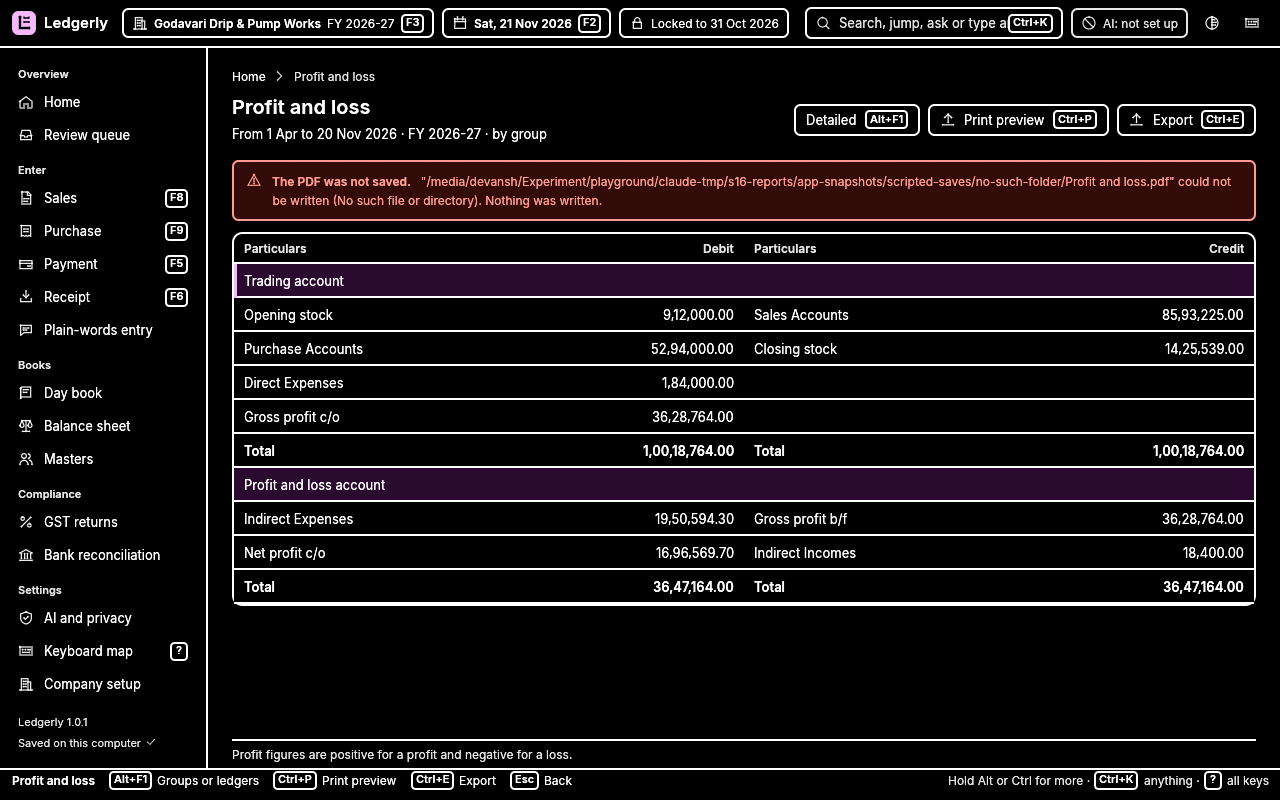 Ledgerly
Godavari Drip & Pump Works FY 2026-27 F3
Sat, 21 Nov 2026 F2
Locked to 31 Oct 2026
Search, jump, ask or type a Ctrl+K
AI: not set up
Overview
Home
Review queue
Enter
Sales F8
Purchase F9
Payment F5
Receipt F6
Plain-words entry
Books
Day book
Balance sheet
Masters
Compliance
GST returns
Bank reconciliation
Settings
AI and privacy
Keyboard map ?
Company setup
Ledgerly 1.0.1
Saved on this computer
Home Profit and loss
Profit and loss
From 1 Apr to 20 Nov 2026 · FY 2026-27 · by group
Detailed Alt+F1
Print preview Ctrl+P
Export Ctrl+E
The PDF was not saved. "/media/devansh/Experiment/playground/claude-tmp/s16-reports/app-snapshots/scripted-saves/no-such-folder/Profit and loss.pdf" could not
be written (No such file or directory). Nothing was written.
Particulars Debit Particulars Credit
Trading account
Opening stock 9,12,000.00 Sales Accounts 85,93,225.00
Purchase Accounts 52,94,000.00 Closing stock 14,25,539.00
Direct Expenses 1,84,000.00
Gross profit c/o 36,28,764.00
Total 1,00,18,764.00 Total 1,00,18,764.00
Profit and loss account
Indirect Expenses 19,50,594.30 Gross profit b/f 36,28,764.00
Net profit c/o 16,96,569.70 Indirect Incomes 18,400.00
Total 36,47,164.00 Total 36,47,164.00
Profit figures are positive for a profit and negative for a loss.
Profit and loss Alt+F1 Groups or ledgers Ctrl+P Print preview Ctrl+E Export Esc Back
Hold Alt or Ctrl for more · Ctrl+K anything · ? all keys